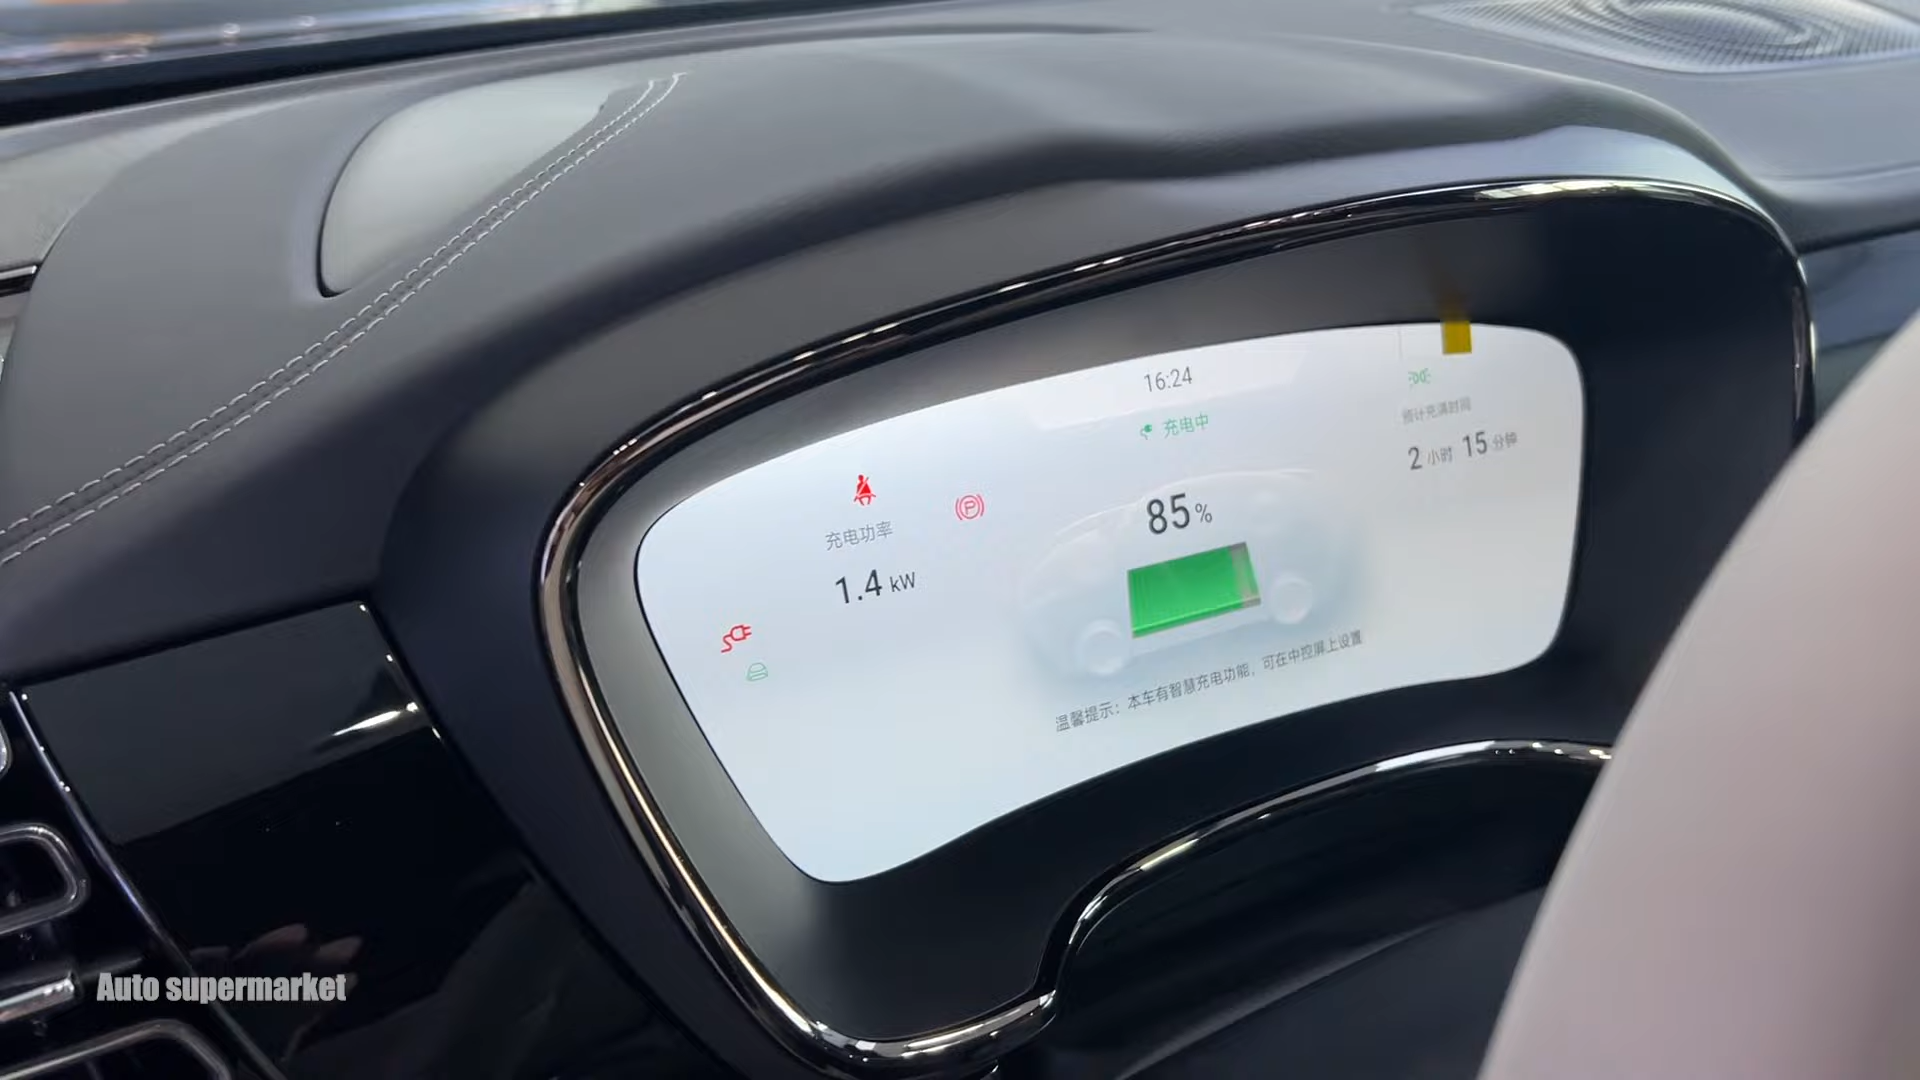 16:24
充电中
预计充满时间
2 小时 15 分钟
充电功率
1.4 kW
P
85%
温馨提示：本车有智慧充电功能，可在中控屏上设置
Auto supermarket